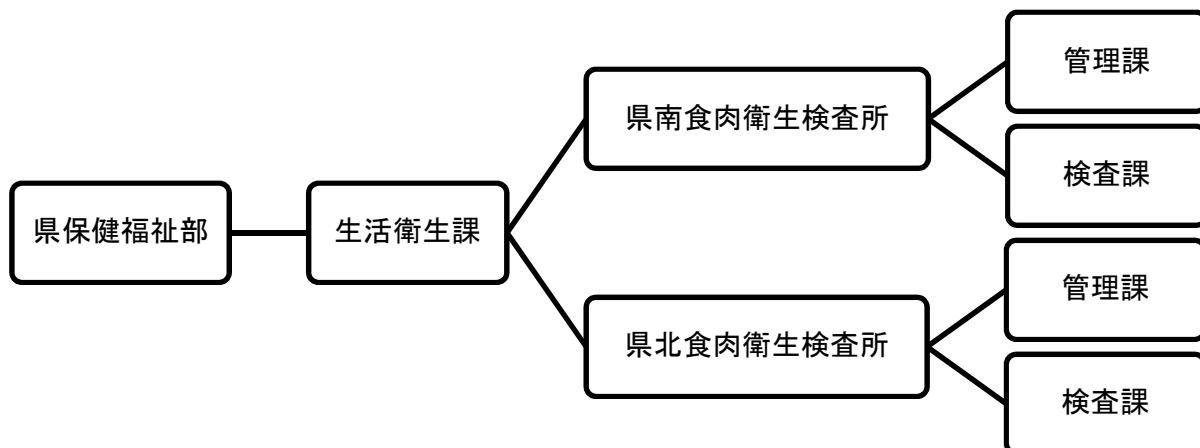 県保健福祉部
生活衛生課
県南食肉衛生検査所
管理課
検査課
県北食肉衛生検査所
管理課
検査課